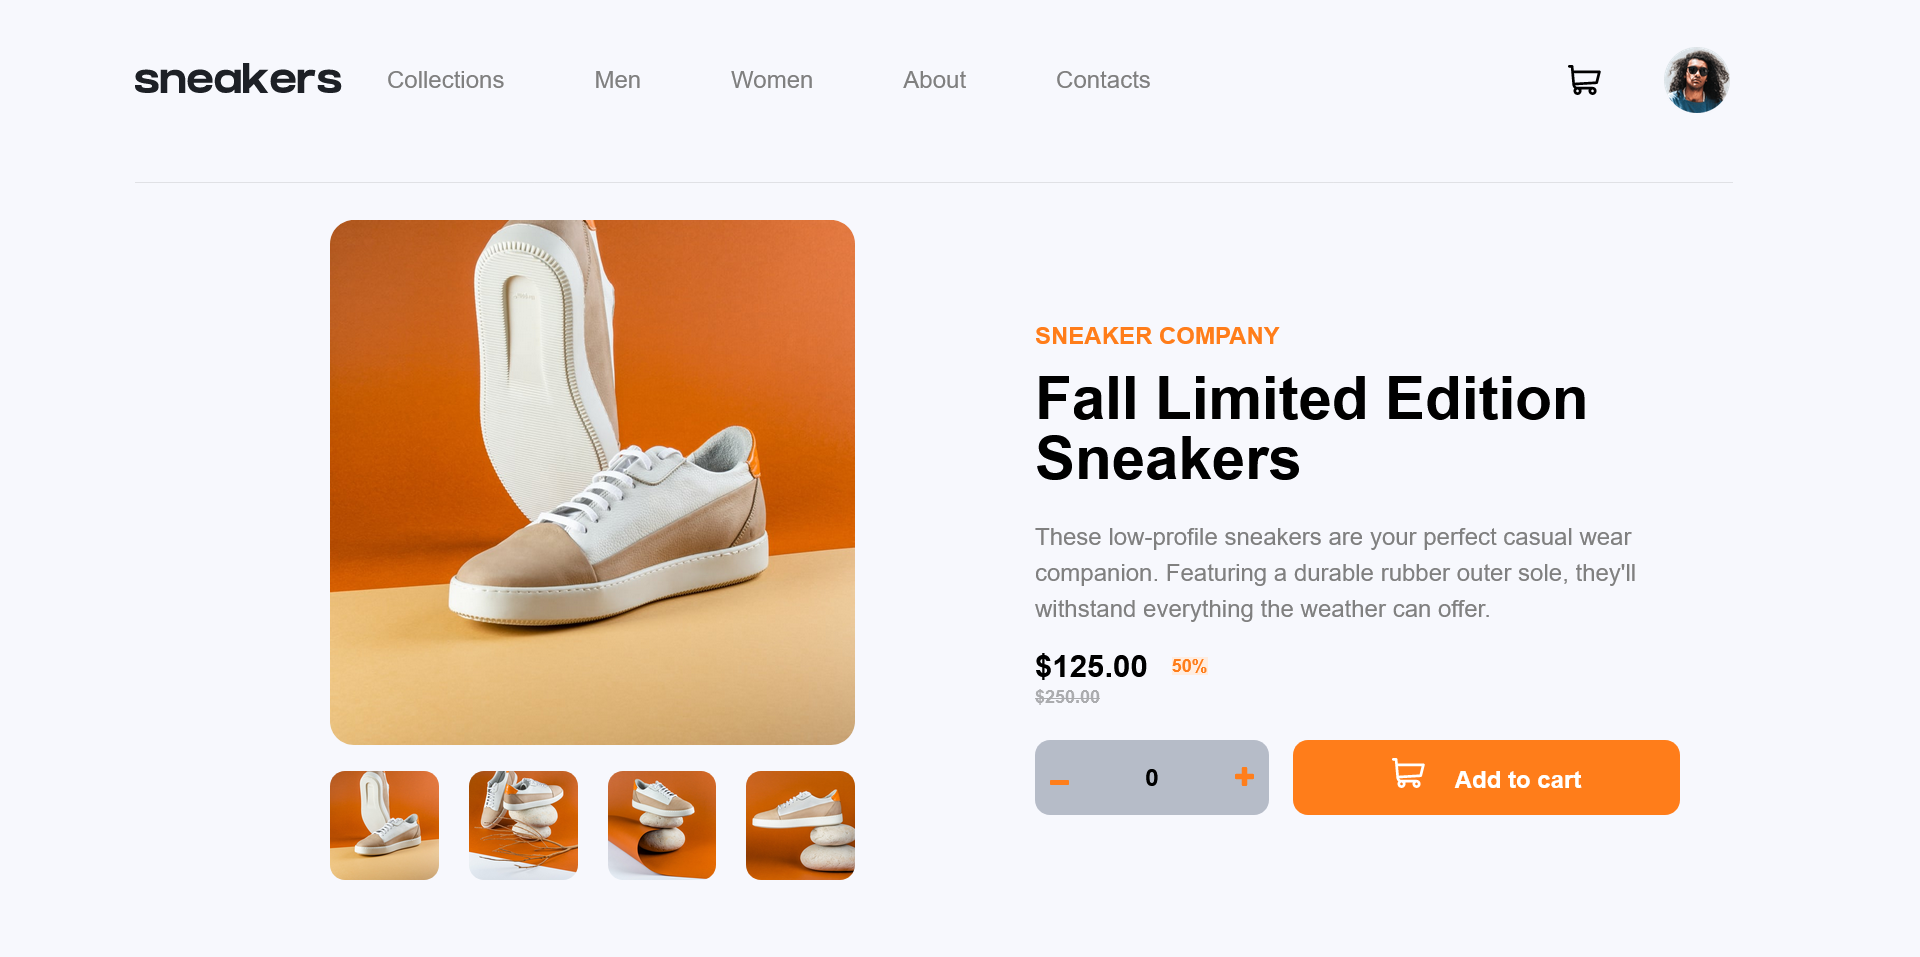 sneakers Collections Men Women About Contacts
SNEAKER COMPANY
Fall Limited Edition
Sneakers
These low-profile sneakers are your perfect casual wear
companion. Featuring a durable rubber outer sole, they'll
withstand everything the weather can offer.
$125.00 50%
$250.00
– 0 + Add to cart